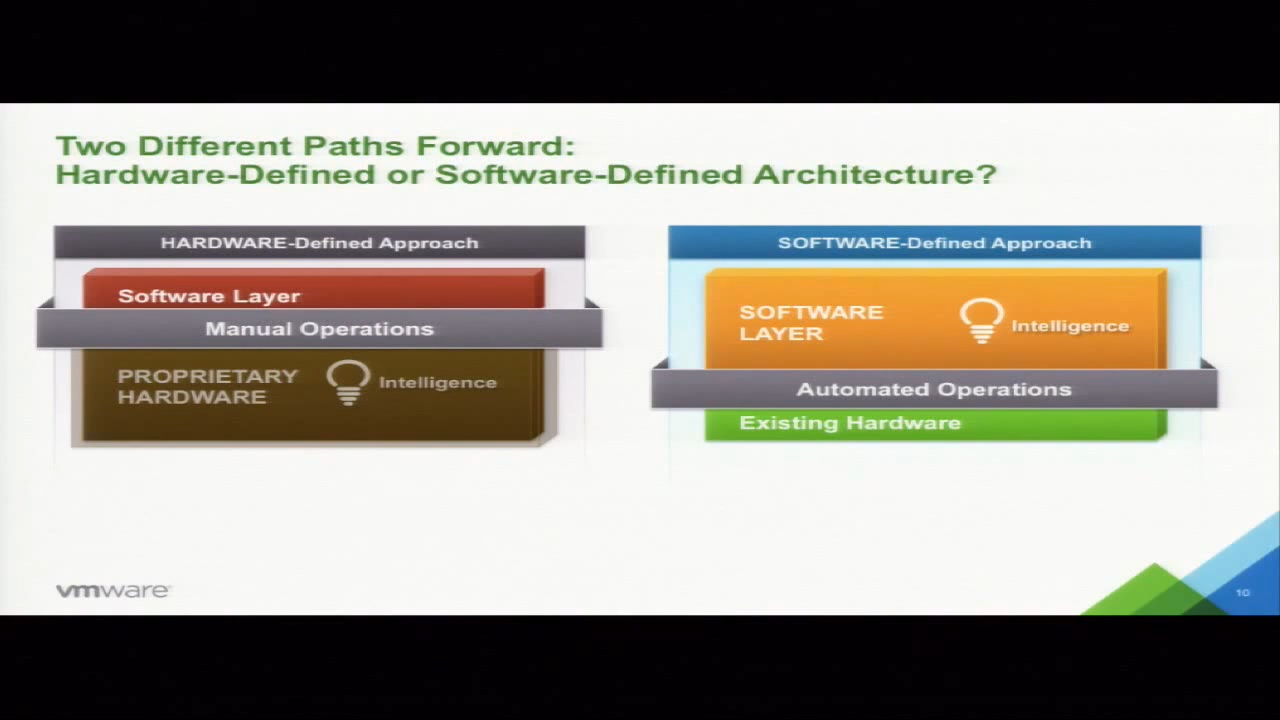 Two Different Paths Forward:
Hardware-Defined or Software-Defined Architecture?
HARDWARE-Defined Approach
Software Layer
Manual Operations
PROPRIETARY
HARDWARE
Intelligence
SOFTWARE-Defined Approach
SOFTWARE
LAYER
Intelligence
Automated Operations
Existing Hardware
vmware
10